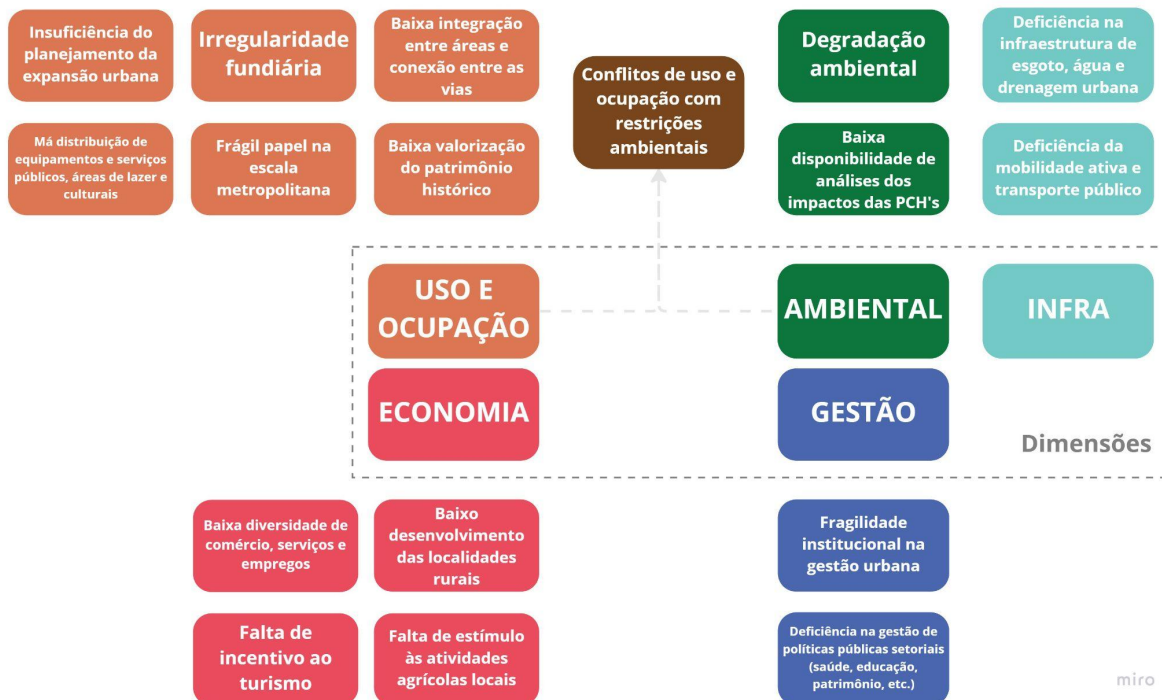 Insuficiência do
planejamento da
expansão urbana
Irregularidade
fundiária
Baixa integração
entre áreas e
conexão entre as
vias
Conflitos de uso e
ocupação com
restrições
ambientais
Degradação
ambiental
Deficiência na
infraestrutura de
esgoto, água e
drenagem urbana
Má distribuição de
equipamentos e serviços
públicos, áreas de lazer e
culturais
Frágil papel na
escala
metropolitana
Baixa valorização
do patrimônio
histórico
Baixa
disponibilidade de
análises dos
impactos das PCH's
Deficiência da
mobilidade ativa e
transporte público
USO E
OCUPAÇÃO
AMBIENTAL
INFRA
ECONOMIA
GESTÃO
Dimensões
Baixa diversidade de
comércio, serviços e
empregos
Baixo
desenvolvimento
das localidades
rurais
Fragilidade
institucional na
gestão urbana
Falta de
incentivo ao
turismo
Falta de estímulo
às atividades
agrícolas locais
Deficiência na gestão de
políticas públicas setoriais
(saúde, educação,
patrimônio, etc.)
miro